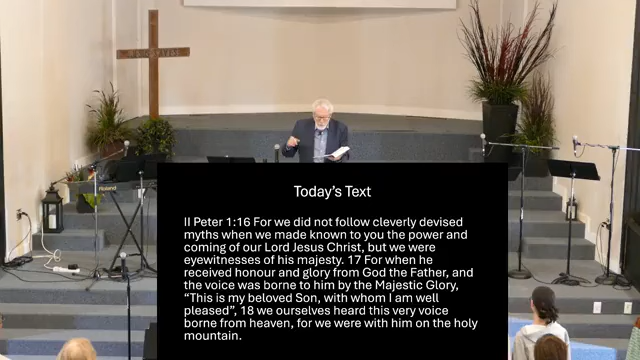 Roland
Today's Text
II Peter 1:16 For we did not follow cleverly devised
myths when we made known to you the power and
coming of our Lord Jesus Christ, but we were
eyewitnesses of his majesty. 17 For when he
received honour and glory from God the Father, and
the voice was borne to him by the Majestic Glory,
“This is my beloved Son, with whom I am well
pleased”, 18 we ourselves heard this very voice
borne from heaven, for we were with him on the holy
mountain.